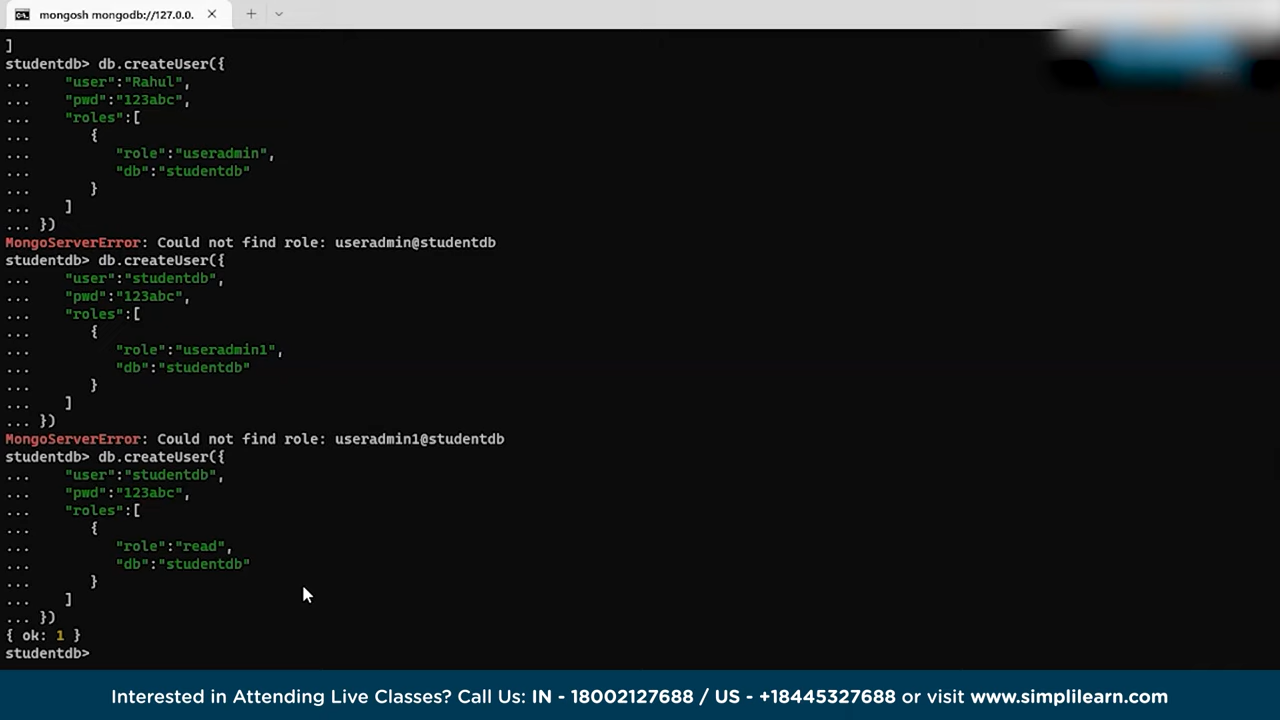 mongosh mongodb://127.0.0.
]
studentdb> db.createUser({
...    "user":"Rahul",
...    "pwd":"123abc",
...    "roles":[
...       {
...          "role":"useradmin",
...          "db":"studentdb"
...       }
...    ]
... })
MongoServerError: Could not find role: useradmin@studentdb
studentdb> db.createUser({
...    "user":"studentdb",
...    "pwd":"123abc",
...    "roles":[
...       {
...          "role":"useradmin1",
...          "db":"studentdb"
...       }
...    ]
... })
MongoServerError: Could not find role: useradmin1@studentdb
studentdb> db.createUser({
...    "user":"studentdb",
...    "pwd":"123abc",
...    "roles":[
...       {
...          "role":"read",
...          "db":"studentdb"
...       }
...    ]
... })
{ ok: 1 }
studentdb>
Interested in Attending Live Classes? Call Us: IN - 18002127688 / US - +18445327688 or visit www.simplilearn.com